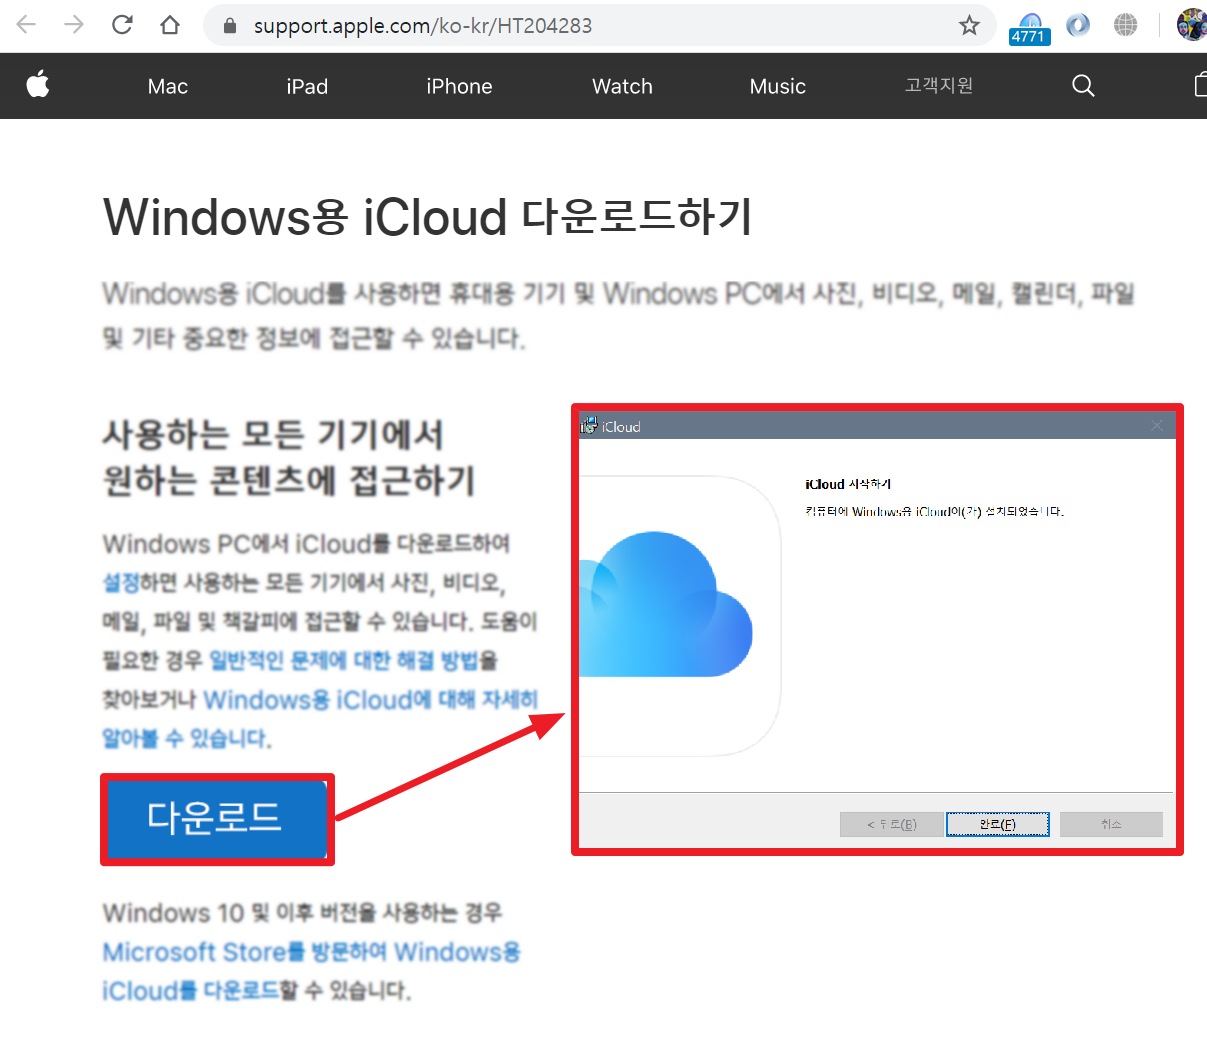 support.apple.com/ko-kr/HT204283
4771
Mac iPad iPhone Watch Music 고객지원
Windows용 iCloud 다운로드하기
Windows용 iCloud를 사용하면 휴대용 기기 및 Windows PC에서 사진, 비디오, 메일, 캘린더, 파일
및 기타 중요한 정보에 접근할 수 있습니다.
사용하는 모든 기기에서
원하는 콘텐츠에 접근하기
Windows PC에서 iCloud를 다운로드하여
설정하면 사용하는 모든 기기에서 사진, 비디오,
메일, 파일 및 책갈피에 접근할 수 있습니다. 도움이
필요한 경우 일반적인 문제에 대한 해결 방법을
찾아보거나 Windows용 iCloud에 대해 자세히
알아볼 수 있습니다.
다운로드
Windows 10 및 이후 버전을 사용하는 경우
Microsoft Store를 방문하여 Windows용
iCloud를 다운로드할 수 있습니다.
iCloud
iCloud 시작하기
컴퓨터에 Windows용 iCloud이(가) 설치되었습니다.
< 뒤로(B) 완료(F) 취소